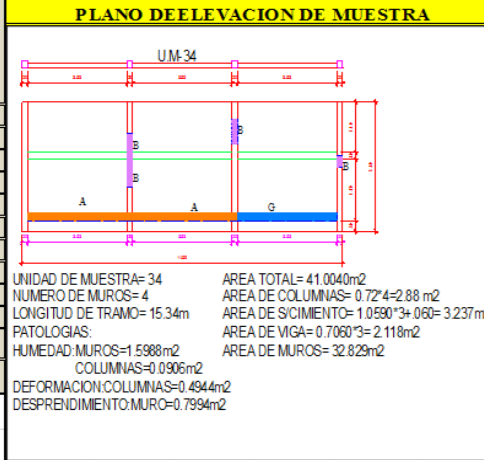 PLANO DEELEVACION DE MUESTRA
U.M-34
B
B
B
B
A
A
G
UNIDAD DE MUESTRA= 34
NUMERO DE MUROS= 4
LONGITUD DE TRAMO= 15.34m
PATOLOGIAS:
HUMEDAD:MUROS=1.5988m2
COLUMNAS=0.0906m2
DEFORMACION:COLUMNAS=0.4944m2
DESPRENDIMIENTO:MURO=0.7994m2
AREA TOTAL= 41.0040m2
AREA DE COLUMNAS= 0.72*4=2.88 m2
AREA DE S/CIMIENTO= 1.0590*3+.060= 3.237m
AREA DE VIGA= 0.7060*3= 2.118m2
AREA DE MUROS= 32.829m2